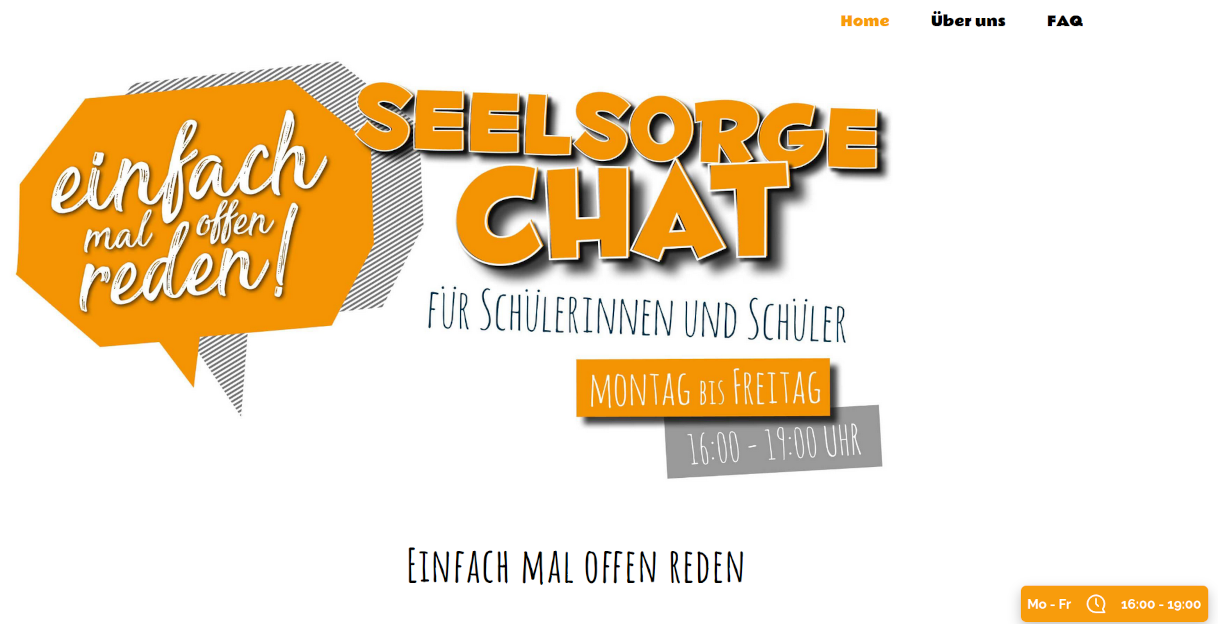 Home Über uns FAQ
einfach
mal offen
reden!
SEELSORGE
CHAT
für Schülerinnen und Schüler
Montag bis Freitag
16:00 - 19:00 Uhr
Einfach mal offen reden
Mo - Fr 16:00 - 19:00